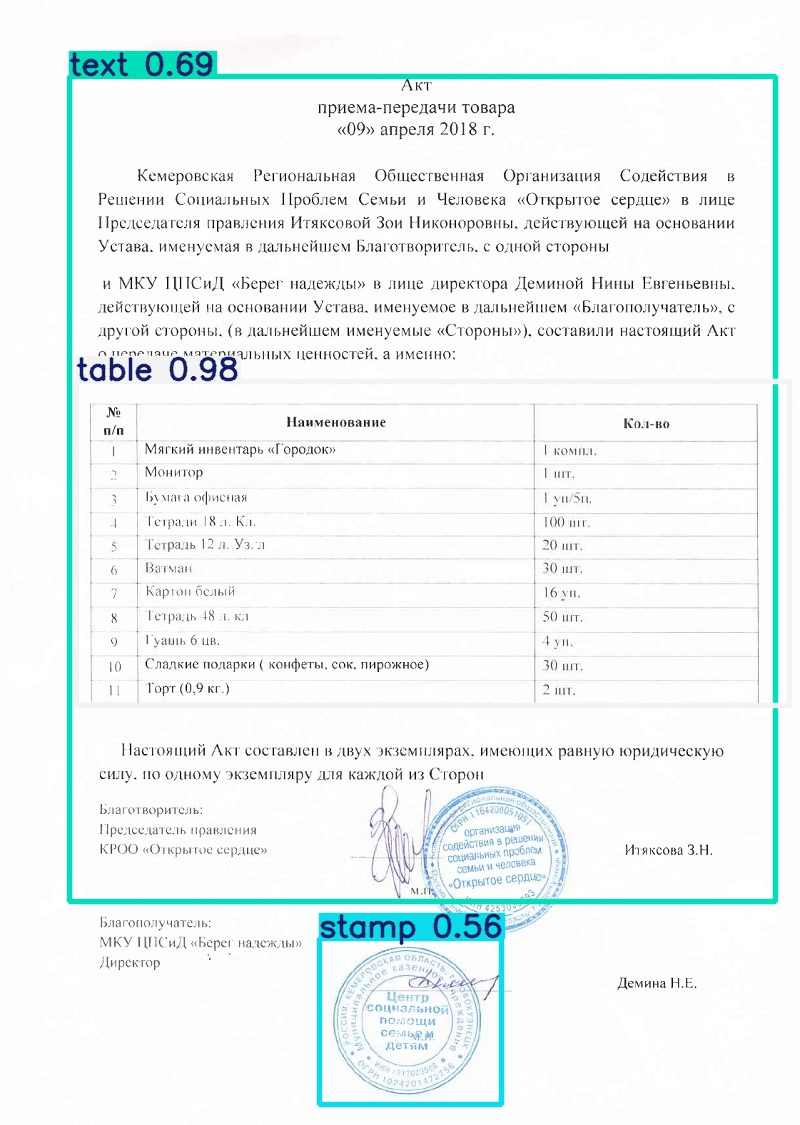 text 0.69
Акт
приема-передачи товара
«09» апреля 2018 г.
Кемеровская Региональная Общественная Организация Содействия в
Решении Социальных Проблем Семьи и Человека «Открытое сердце» в лице
Председателя правления Итяксовой Зои Никоноровны, действующей на основании
Устава, именуемая в дальнейшем Благотворитель, с одной стороны
и МКУ ЦПСиД «Берег надежды» в лице директора Деминой Нины Евгеньевны,
действующей на основании Устава, именуемое в дальнейшем «Благополучатель», с
другой стороны, (в дальнейшем именуемые «Стороны»), составили настоящий Акт
о передаче материальных ценностей, а именно:
table 0.98
№ п/п Наименование Кол-во
1 Мягкий инвентарь «Городок» 1 компл.
2 Монитор 1 шт.
3 Бумага офисная 1 уп/5п.
4 Тетради 18 л. Кл. 100 шт.
5 Тетрадь 12 л. Уз.л 20 шт.
6 Ватман 30 шт.
7 Картон белый 16 уп.
8 Тетрадь 48 л. кл 50 шт.
9 Гуашь 6 цв. 4 уп.
10 Сладкие подарки ( конфеты, сок, пирожное) 30 шт.
11 Торт (0,9 кг.) 2 шт.
Настоящий Акт составлен в двух экземплярах, имеющих равную юридическую
силу, по одному экземпляру для каждой из Сторон
Благотворитель:
Председатель правления
КРОО «Открытое сердце» Итяксова З.Н.
М.П.
организация
содействия в решении
социальных проблем
семьи и человека
«Открытое сердце»
Благополучатель:
МКУ ЦПСиД «Берег надежды»
Директор Демина Н.Е.
stamp 0.56
РОССИЯ, КЕМЕРОВСКАЯ ОБЛАСТЬ, г. НОВОКУЗНЕЦК
Муниципальное казенное учреждение
Центр
социальной
помощи
семье и
детям
М.П.
ОГРН 1024201472756